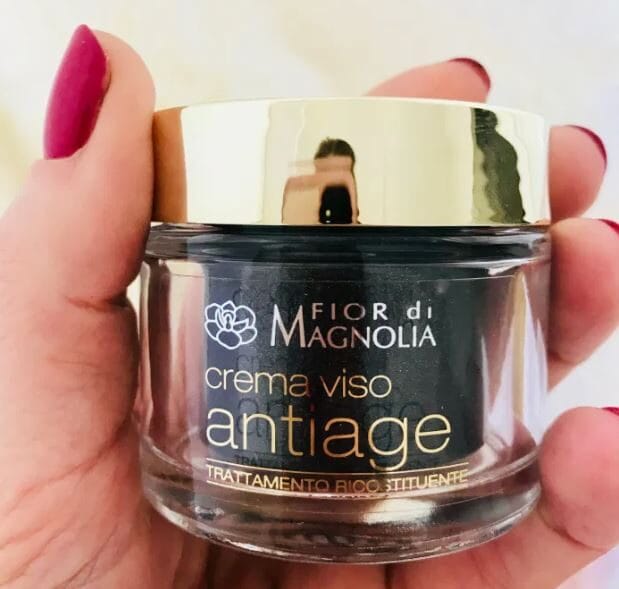 FIOR di
MAGNOLIA
crema viso
antiage
TRATTAMENTO RICOSTITUENTE